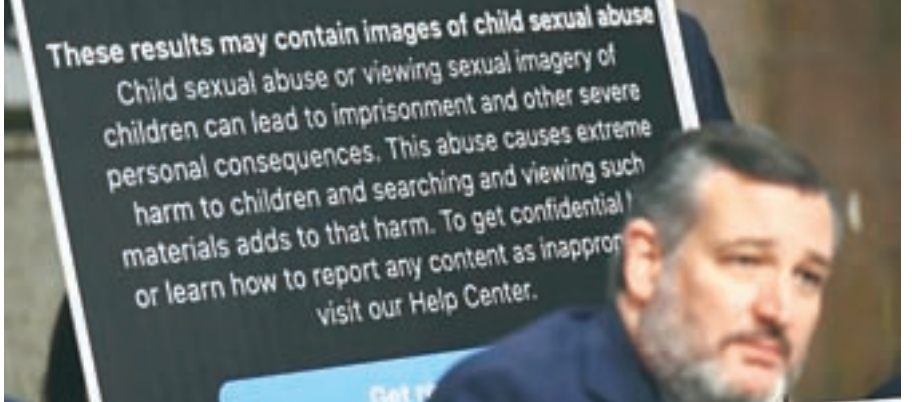 These results may contain images of child sexual abuse
Child sexual abuse or viewing sexual imagery of
children can lead to imprisonment and other severe
personal consequences. This abuse causes extreme
harm to children and searching and viewing such
materials adds to that harm. To get confidential
or learn how to report any content as inappro
visit our Help Center.
Get